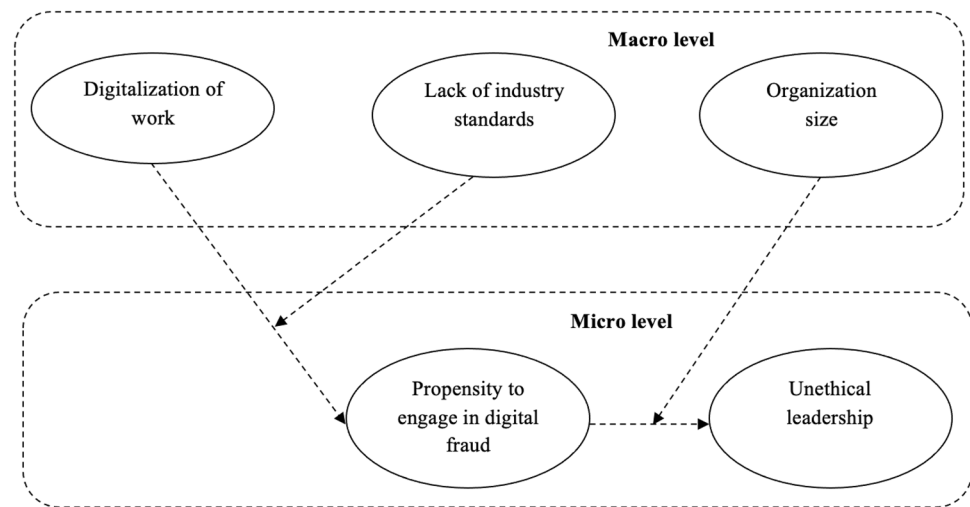 Macro level
Digitalization of
work
Lack of industry
standards
Organization
size
Micro level
Propensity to
engage in digital
fraud
Unethical
leadership